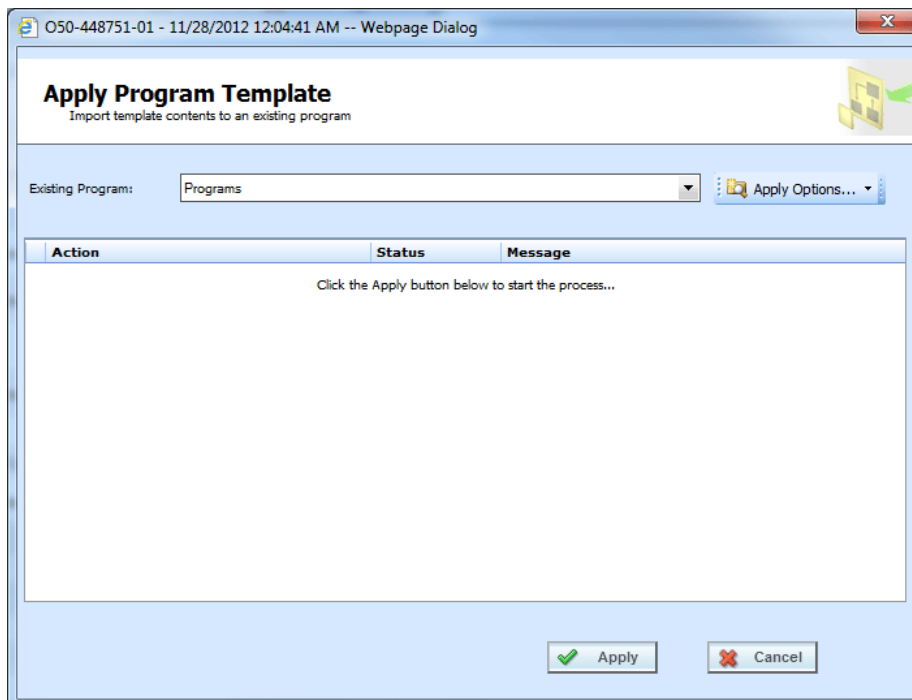 O50-448751-01 - 11/28/2012 12:04:41 AM -- Webpage Dialog
Apply Program Template
Import template contents to an existing program
Existing Program: Programs Apply Options...
Action Status Message
Click the Apply button below to start the process...
Apply Cancel